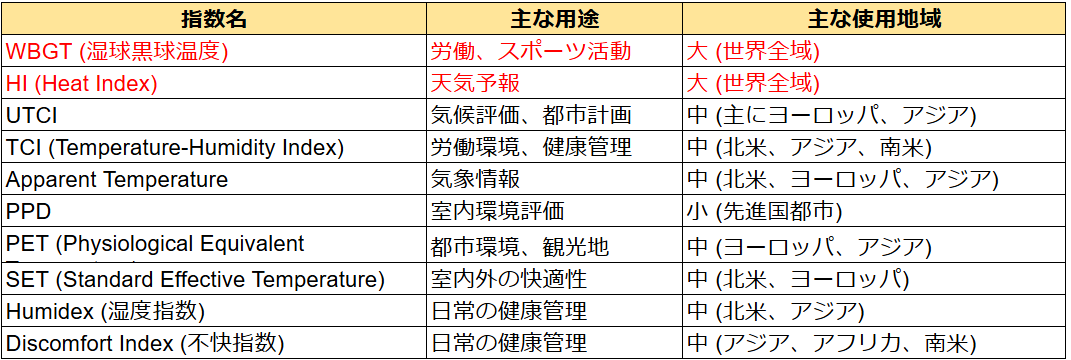 指数名 主な用途 主な使用地域
WBGT (湿球黒球温度) 労働、スポーツ活動 大 (世界全域)
HI (Heat Index) 天気予報 大 (世界全域)
UTCI 気候評価、都市計画 中 (主にヨーロッパ、アジア)
TCI (Temperature-Humidity Index) 労働環境、健康管理 中 (北米、アジア、南米)
Apparent Temperature 気象情報 中 (北米、ヨーロッパ、アジア)
PPD 室内環境評価 小 (先進国都市)
PET (Physiological Equivalent 都市環境、観光地 中 (ヨーロッパ、アジア)
SET (Standard Effective Temperature) 室内外の快適性 中 (北米、ヨーロッパ)
Humidex (湿度指数) 日常の健康管理 中 (北米、アジア)
Discomfort Index (不快指数) 日常の健康管理 中 (アジア、アフリカ、南米)